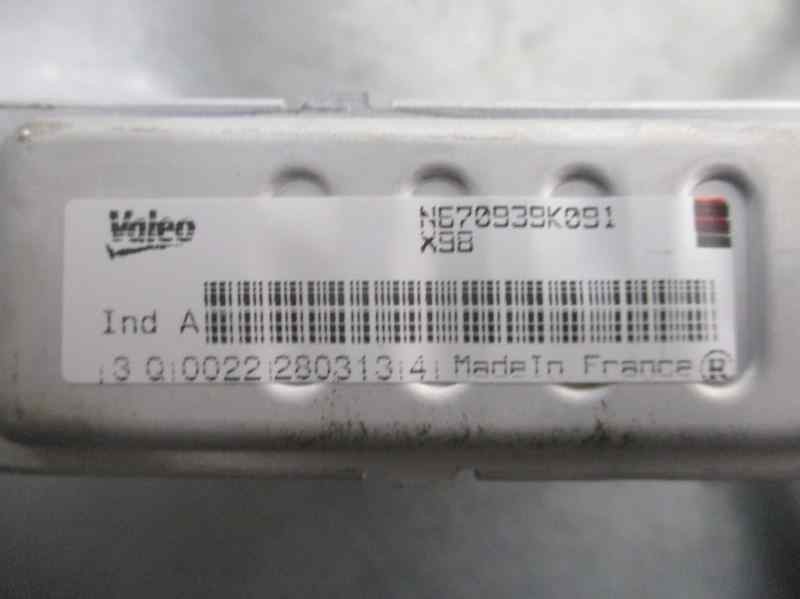 Valeo
N670939K091
X98
Ind A
3 Q 0022 280313 4 MadeIn France ®